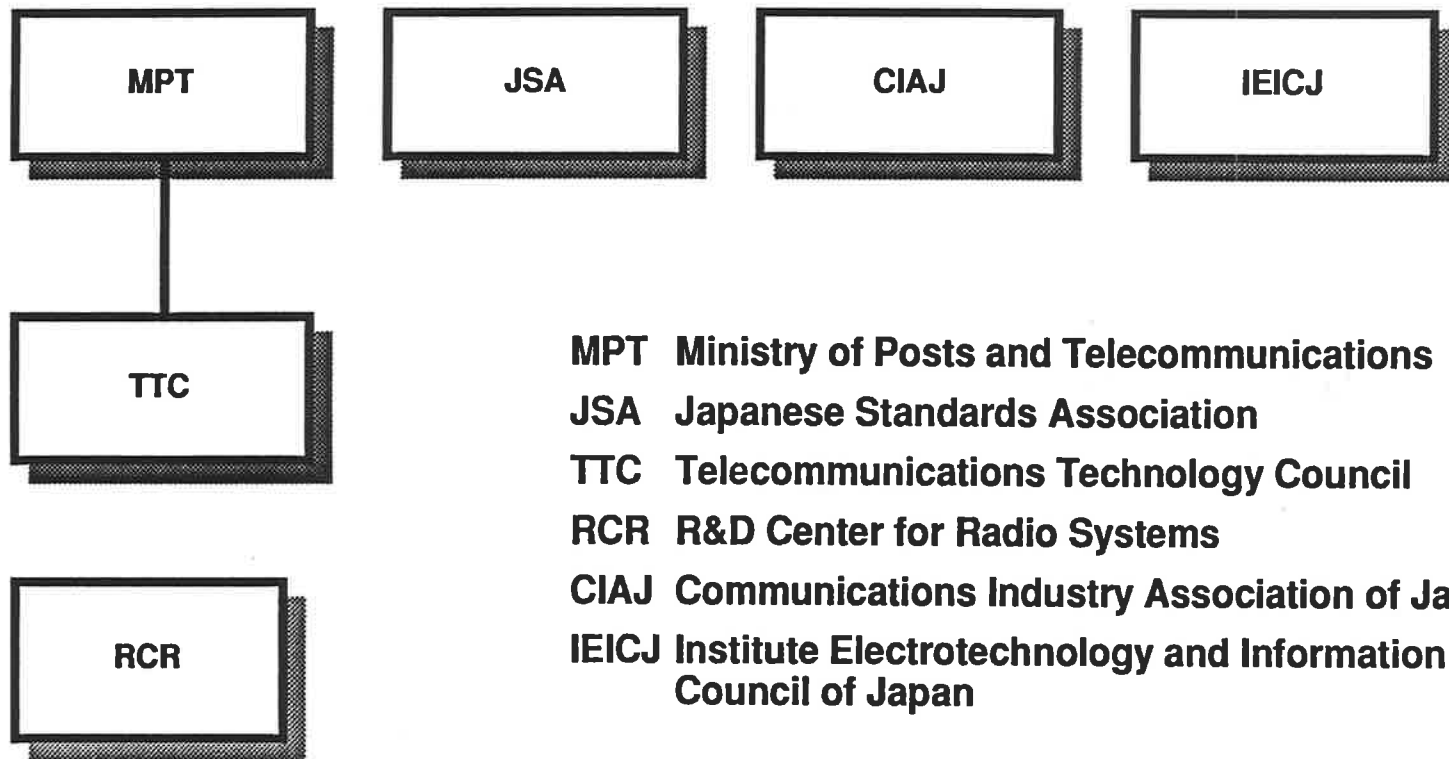 MPT
JSA
CIAJ
IEICJ
TTC
RCR
MPT Ministry of Posts and Telecommunications
JSA Japanese Standards Association
TTC Telecommunications Technology Council
RCR R&D Center for Radio Systems
CIAJ Communications Industry Association of Ja
IEICJ Institute Electrotechnology and Information
Council of Japan